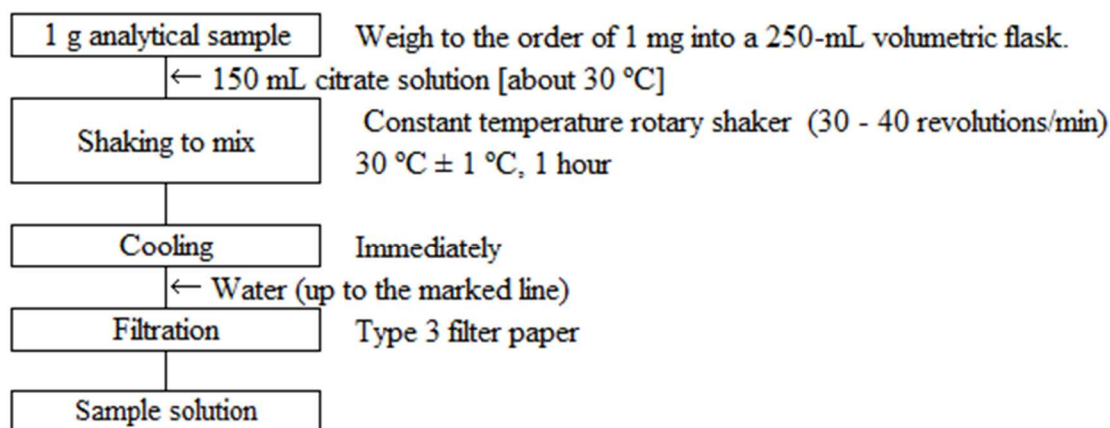 1 g analytical sample Weigh to the order of 1 mg into a 250-mL volumetric flask.
← 150 mL citrate solution [about 30 °C]
Shaking to mix
Constant temperature rotary shaker (30 - 40 revolutions/min)
30 °C ± 1 °C, 1 hour
Cooling Immediately
← Water (up to the marked line)
Filtration Type 3 filter paper
Sample solution